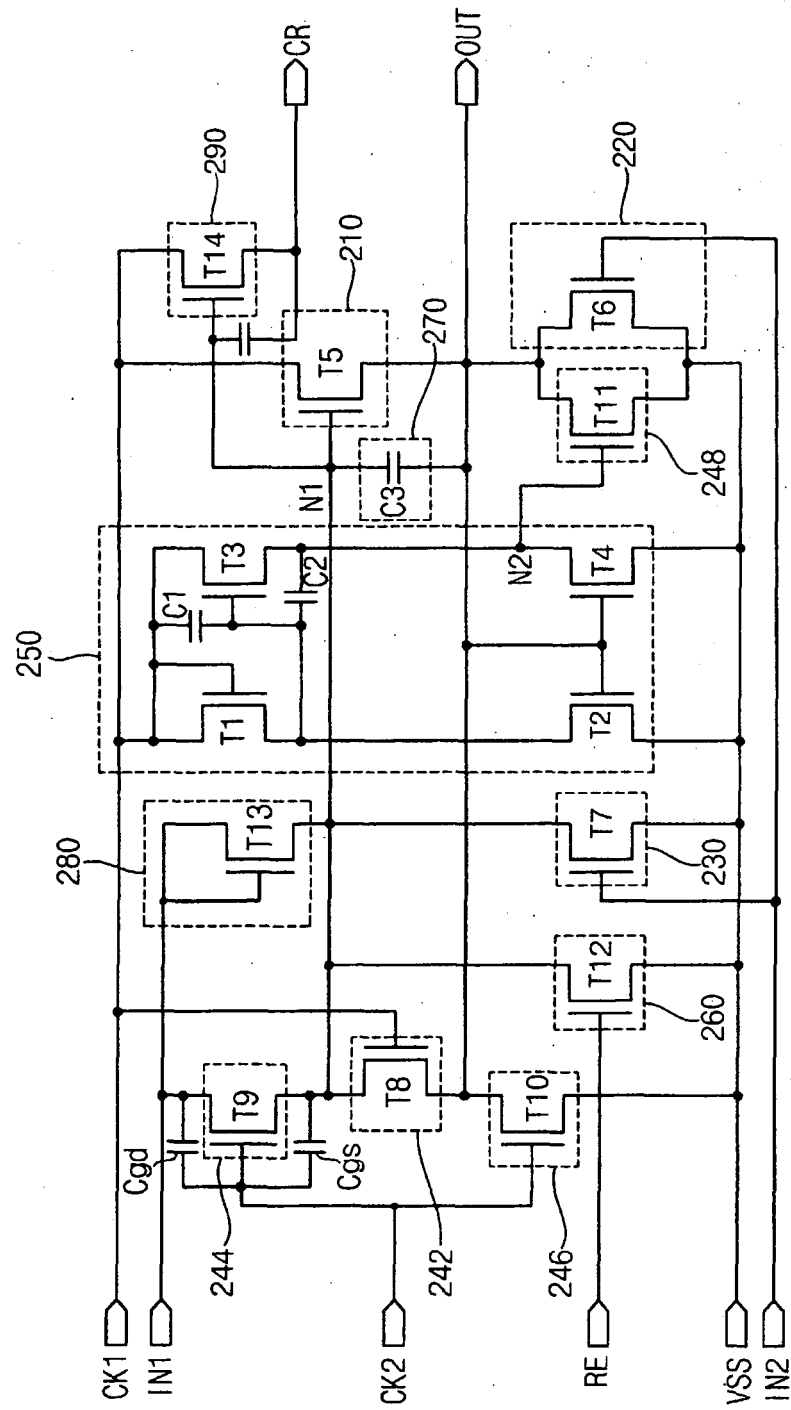 CR
OUT
290
T14
210
T5
270
C3
220
T6
T11
248
N1
N2
250
C1
T3
C2
T4
T1
T2
280
T13
T7
230
T12
260
T9
Cgd
Cgs
T8
T10
244
242
246
CK1
IN1
CK2
RE
VSS
IN2